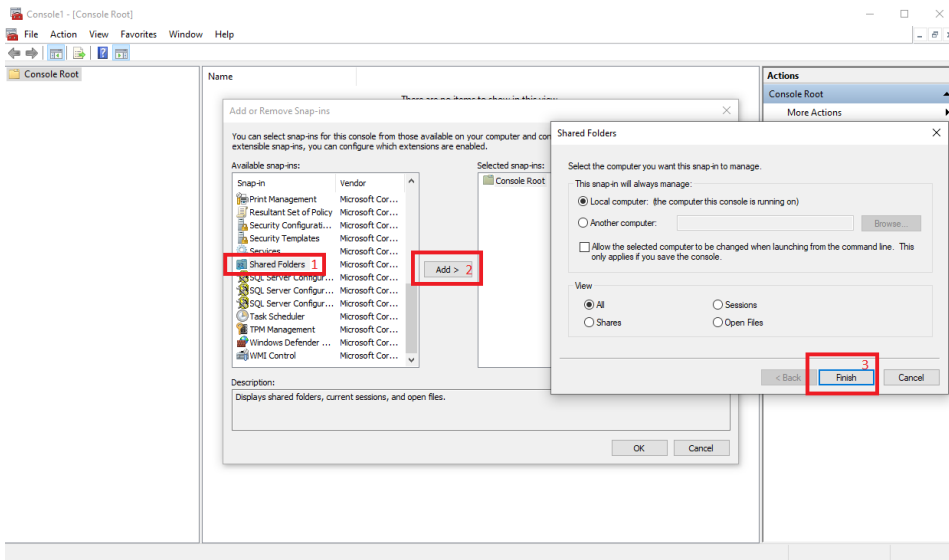 Console1 - [Console Root]
File Action View Favorites Window Help
Console Root
Name
There are no items to show in this view.
Actions
Console Root
More Actions
Add or Remove Snap-ins
You can select snap-ins for this console from those available on your computer and con
extensible snap-ins, you can configure which extensions are enabled.
Available snap-ins:
Snap-in Vendor
Print Management Microsoft Cor...
Resultant Set of Policy Microsoft Cor...
Security Configurati... Microsoft Cor...
Security Templates Microsoft Cor...
Services Microsoft Cor...
Shared Folders 1 Microsoft Cor...
SQL Server Configur... Microsoft Cor...
SQL Server Configur... Microsoft Cor...
SQL Server Configur... Microsoft Cor...
Task Scheduler Microsoft Cor...
TPM Management Microsoft Cor...
Windows Defender ... Microsoft Cor...
WMI Control Microsoft Cor...
Add > 2
Selected snap-ins:
Console Root
Description:
Displays shared folders, current sessions, and open files.
OK Cancel
Shared Folders
Select the computer you want this snap-in to manage.
This snap-in will always manage:
Local computer: (the computer this console is running on)
Another computer:
Browse...
Allow the selected computer to be changed when launching from the command line. This
only applies if you save the console.
View
All Sessions
Shares Open Files
3
< Back Finish Cancel